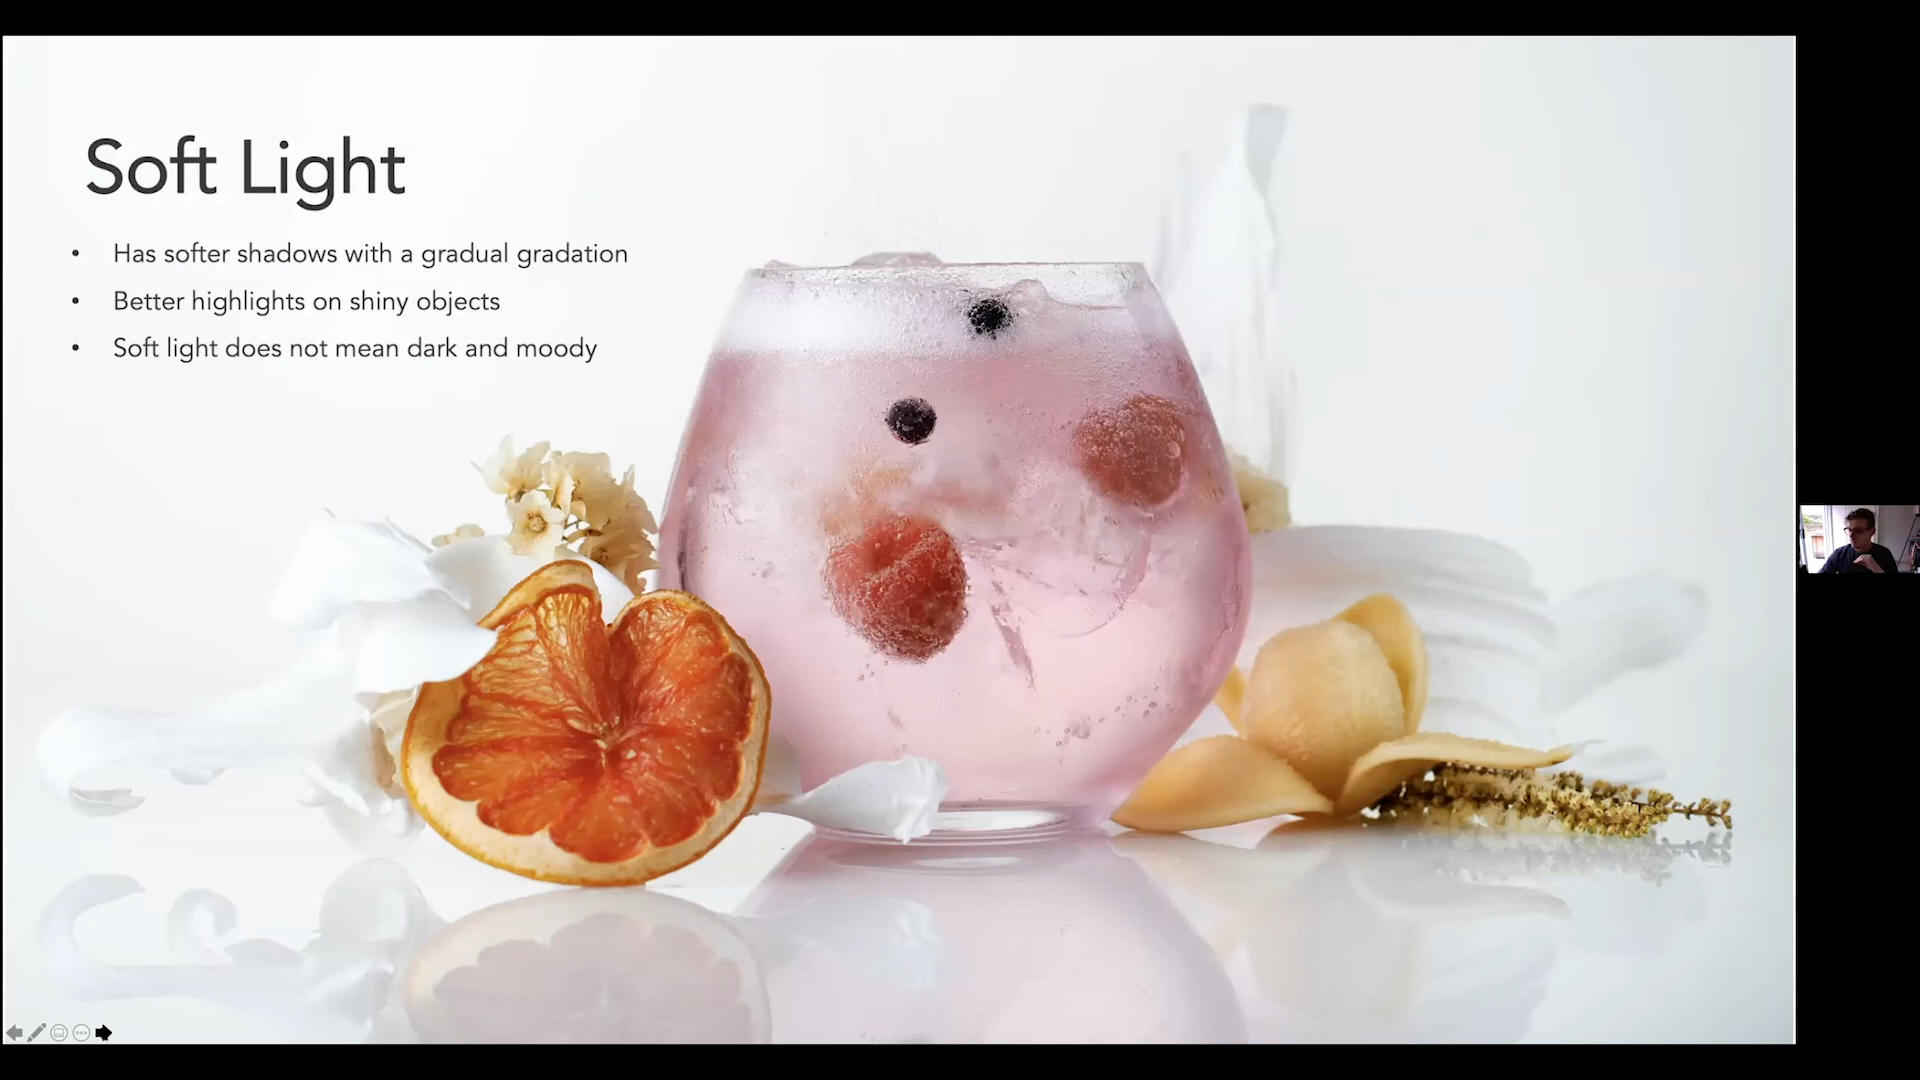 Soft Light
• Has softer shadows with a gradual gradation
• Better highlights on shiny objects
• Soft light does not mean dark and moody